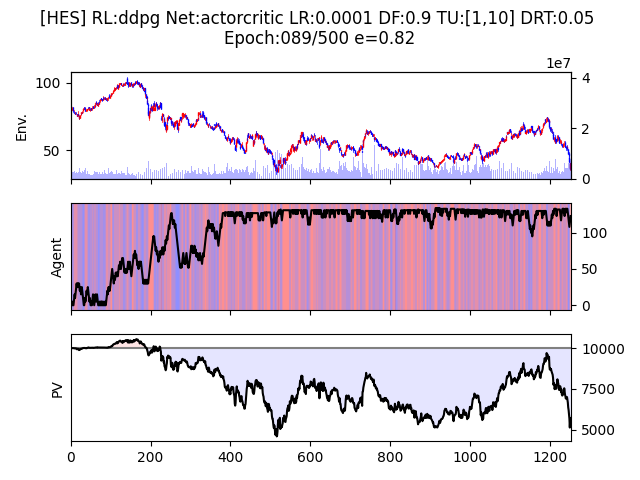 [HES] RL:ddpg Net:actorcritic LR:0.0001 DF:0.9 TU:[1,10] DRT:0.05
Epoch:089/500 e=0.82
1e7
100
50
Env.
4
2
0
Agent
100
50
0
PV
10000
7500
5000
0 200 400 600 800 1000 1200